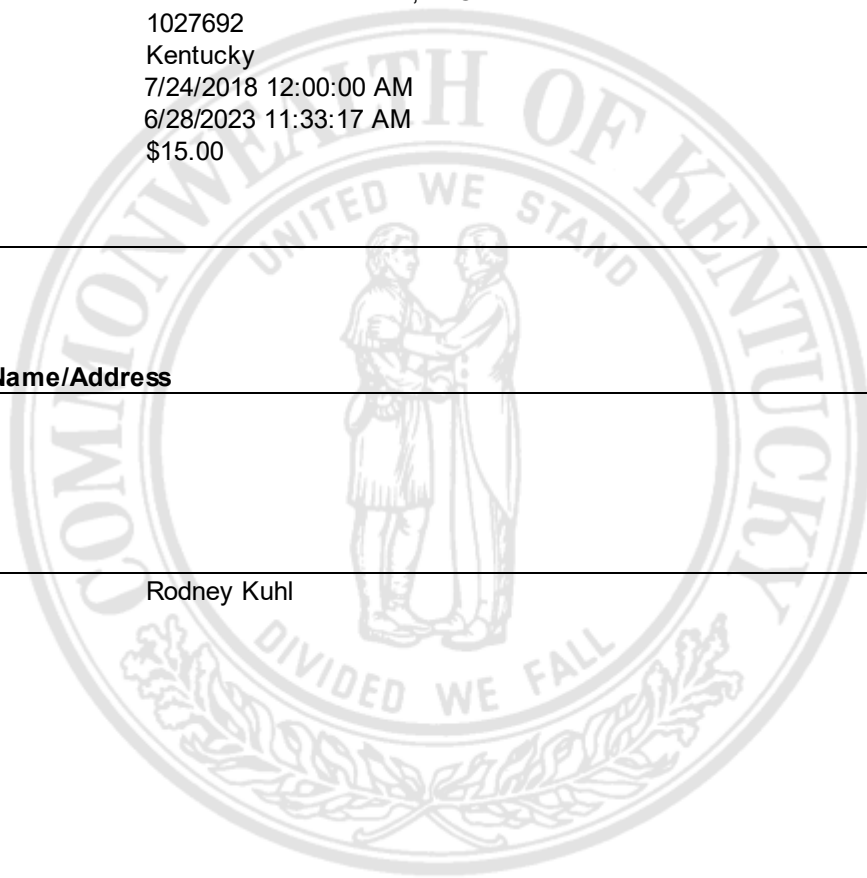 1027692
Kentucky
7/24/2018 12:00:00 AM
6/28/2023 11:33:17 AM
$15.00
COMMONWEALTH OF KENTUCKY
UNITED WE STAND
Name/Address
Rodney Kuhl
DIVIDED WE FALL